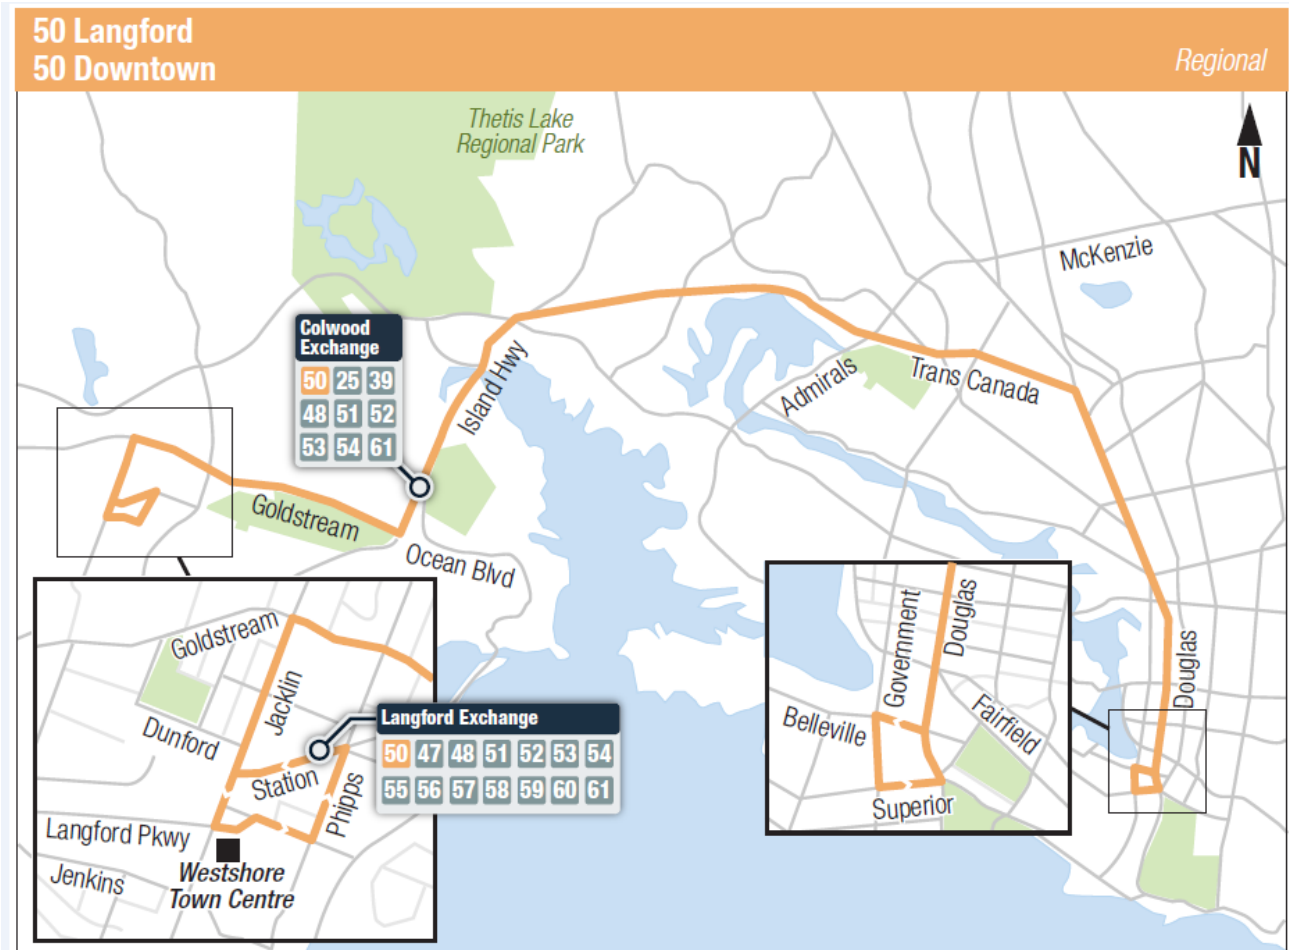 50 Langford
50 Downtown
Regional
Thetis Lake
Regional Park
N
McKenzie
Colwood
Exchange
50 25 39
48 51 52
53 54 61
Island Hwy
Admirals
Trans Canada
Goldstream
Ocean Blvd
Douglas
Goldstream
Jacklin
Dunford
Station
Phipps
Langford Pkwy
Jenkins
Westshore
Town Centre
Langford Exchange
50 47 48 51 52 53 54
55 56 57 58 59 60 61
Government
Douglas
Belleville
Fairfield
Superior